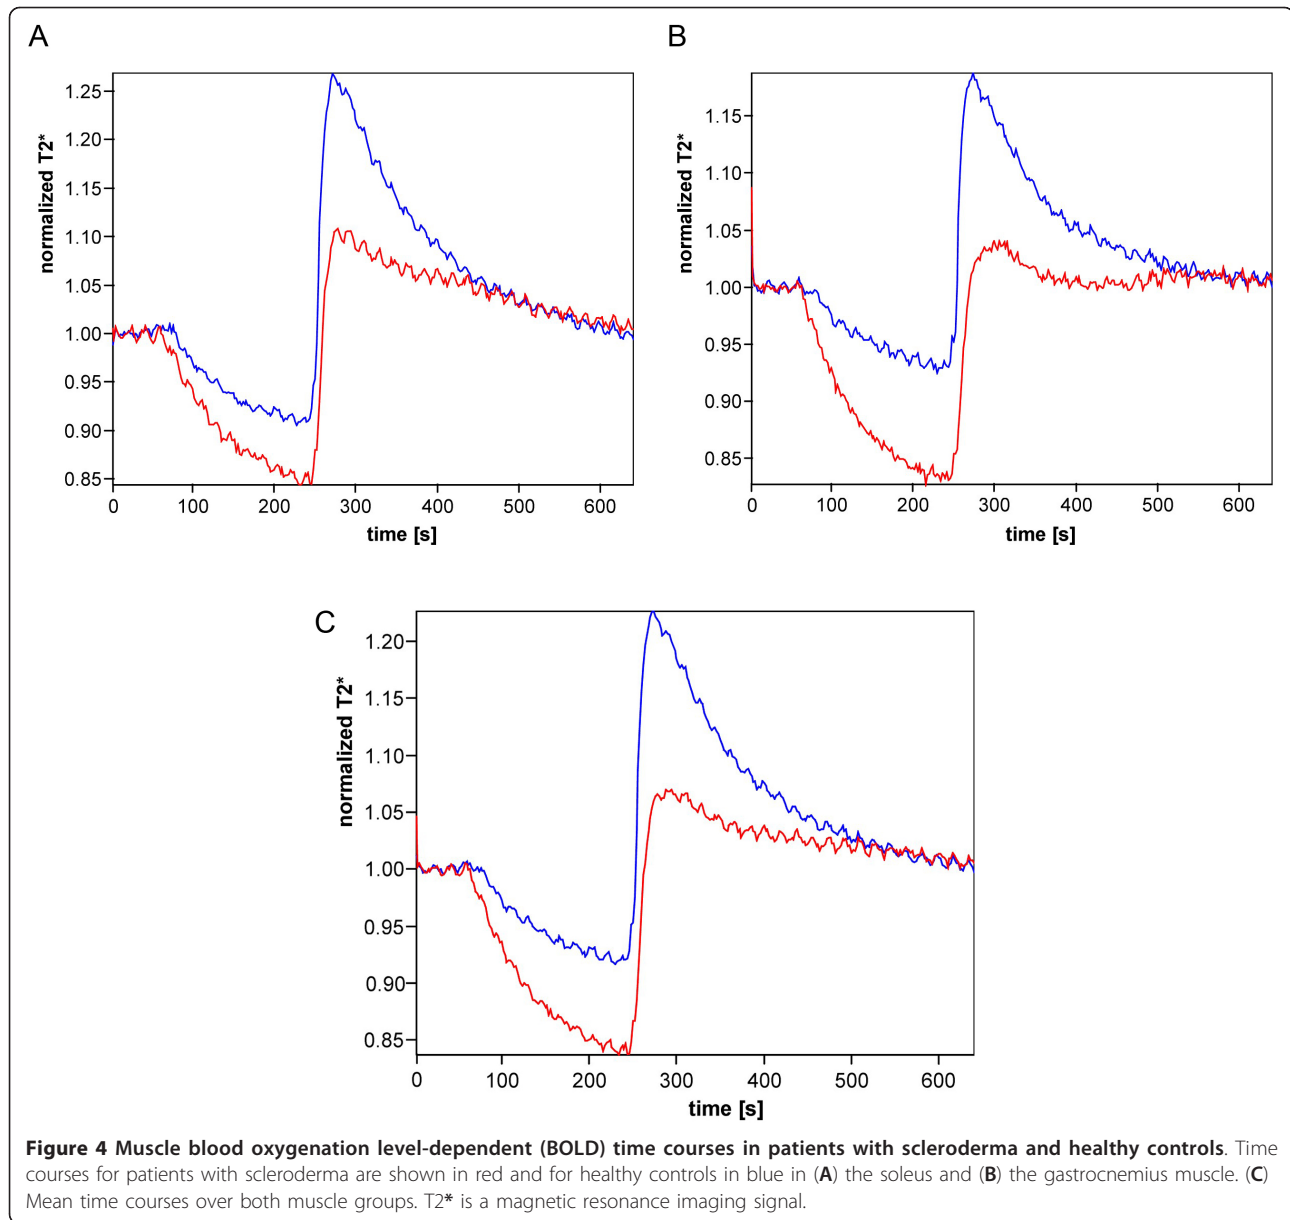 A
normalized T2*
1.25
1.20
1.15
1.10
1.05
1.00
0.95
0.90
0.85
0 100 200 300 400 500 600
time [s]
B
normalized T2*
1.15
1.10
1.05
1.00
0.95
0.90
0.85
0 100 200 300 400 500 600
time [s]
C
normalized T2*
1.20
1.15
1.10
1.05
1.00
0.95
0.90
0.85
0 100 200 300 400 500 600
time [s]
Figure 4 Muscle blood oxygenation level-dependent (BOLD) time courses in patients with scleroderma and healthy controls. Time
courses for patients with scleroderma are shown in red and for healthy controls in blue in (A) the soleus and (B) the gastrocnemius muscle. (C)
Mean time courses over both muscle groups. T2* is a magnetic resonance imaging signal.